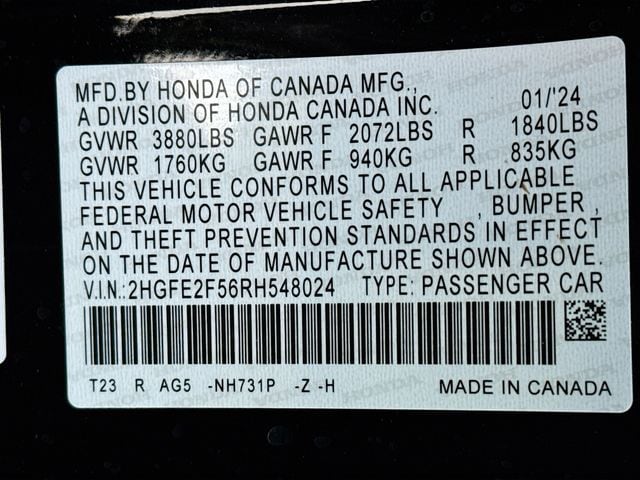 MFD.BY HONDA OF CANADA MFG.,
A DIVISION OF HONDA CANADA INC. 01/'24
GVWR 3880LBS GAWR F 2072LBS R 1840LBS
GVWR 1760KG GAWR F 940KG R 835KG
THIS VEHICLE CONFORMS TO ALL APPLICABLE
FEDERAL MOTOR VEHICLE SAFETY , BUMPER ,
AND THEFT PREVENTION STANDARDS IN EFFECT
ON THE DATE OF MANUFACTURE SHOWN ABOVE.
V.I.N.:2HGFE2F56RH548024 TYPE: PASSENGER CAR
T23 R AG5 -NH731P -Z -H MADE IN CANADA